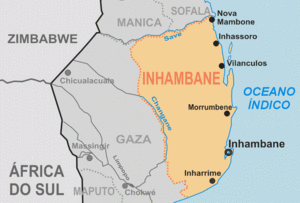 SOFALA
MANICA
Nova
Mambone
ZIMBABWE
Save
Inhassoro
INHAMBANE
Vilanculos
Chicualacuala
OCEANO
ÍNDICO
Changane
Morrumbene
GAZA
Massingir
Inhambane
Limpopo
ÁFRICA
DO SUL
Inharrime
MAPUTO
Chokwé